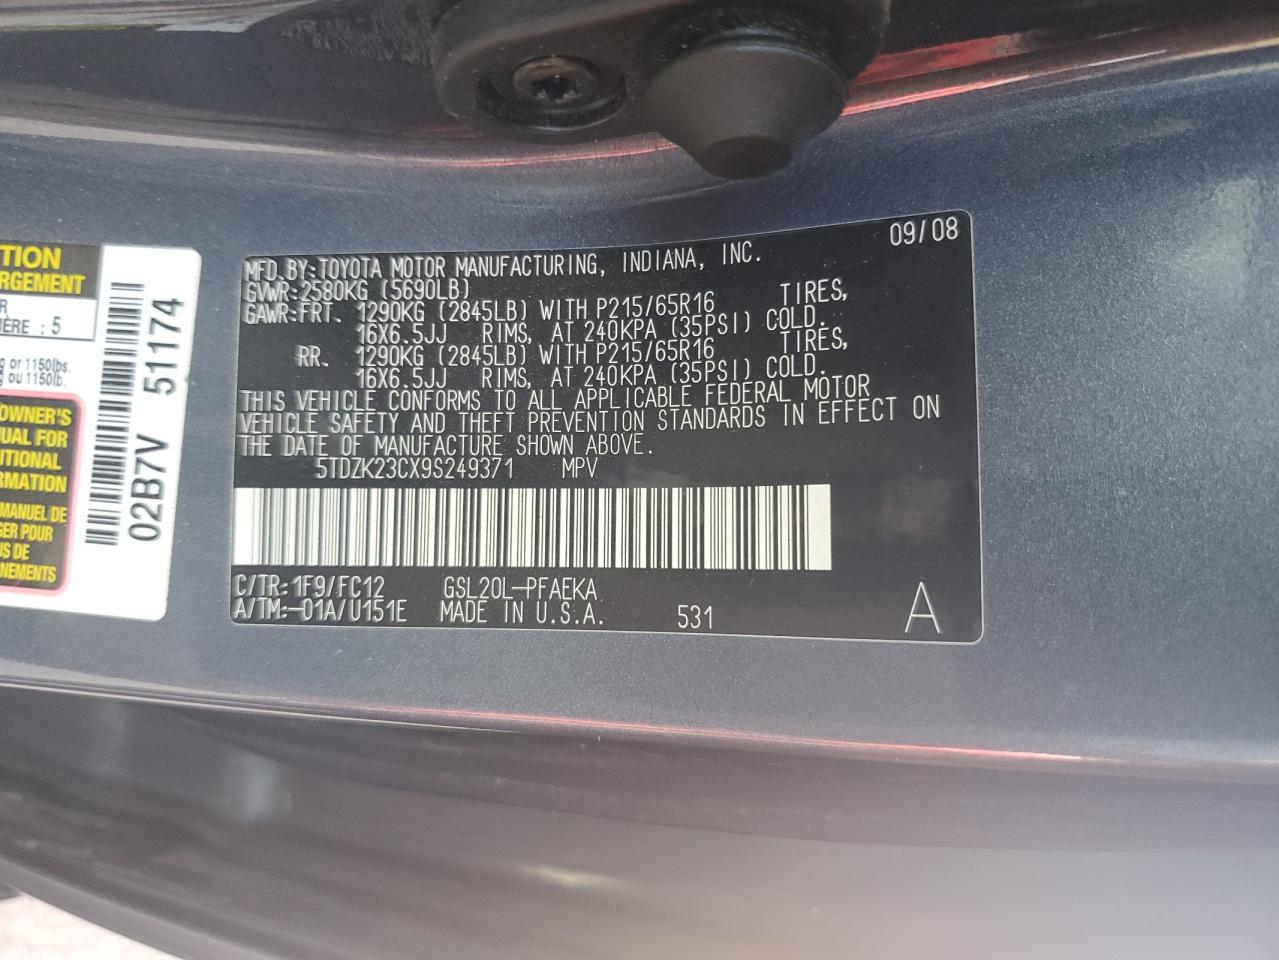 09/08
MFD.BY:TOYOTA MOTOR MANUFACTURING, INDIANA, INC.
GVWR:2580KG (5690LB)
GAWR:FRT. 1290KG (2845LB) WITH P215/65R16 TIRES,
16X6.5JJ RIMS, AT 240KPA (35PSI) COLD.
RR. 1290KG (2845LB) WITH P215/65R16 TIRES,
16X6.5JJ RIMS, AT 240KPA (35PSI) COLD.
THIS VEHICLE CONFORMS TO ALL APPLICABLE FEDERAL MOTOR
VEHICLE SAFETY AND THEFT PREVENTION STANDARDS IN EFFECT ON
THE DATE OF MANUFACTURE SHOWN ABOVE.
5TDZK23CX9S249371 MPV
C/TR:1F9/FC12 GSL20L-PFAEKA
A/TM:-01A/U151E MADE IN U.S.A. 531
A
TION
RGEMENT
R
IÈRE : 5
g or 1150lbs.
g ou 1150lb.
OWNER'S
UAL FOR
ITIONAL
RMATION
MANUEL DE
GER POUR
US DE
GNEMENTS
02B7V 51174